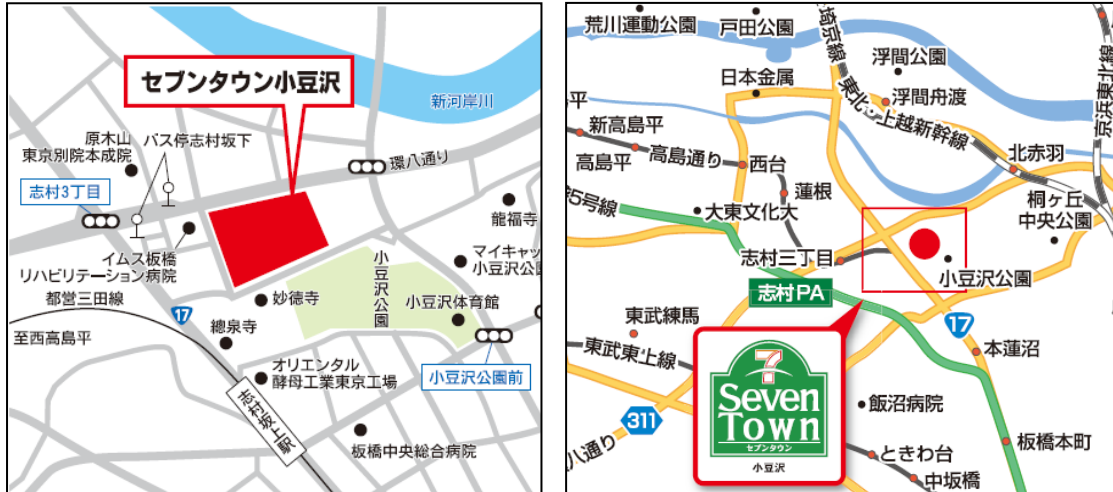 セブンタウン小豆沢
新河岸川
原木山
東京別院本成院
バス停志村坂下
環八通り
志村3丁目
龍福寺
イムス板橋
リハビリテーション病院
マイキャッ
小豆沢公
小豆沢公園
都営三田線
妙德寺
小豆沢体育館
17
至西高島平
總泉寺
オリエンタル
酵母工業東京工場
小豆沢公園前
志村坂上駅
板橋中央総合病院
荒川運動公園
戸田公園
埼京線
浮間公園
日本金属
浮間舟渡
東北・上越新幹線
京浜東北線
高平
新高島平
高島平
高島通り
西台
北赤羽
蓮根
桐ヶ丘
中央公園
5号線
大東文化大
志村三丁目
小豆沢公園
志村PA
17
東武練馬
本蓮沼
東武東上線
7
Seven
Town
セブンタウン
小豆沢
飯沼病院
311
八通り
ときわ台
板橋本町
中板橋